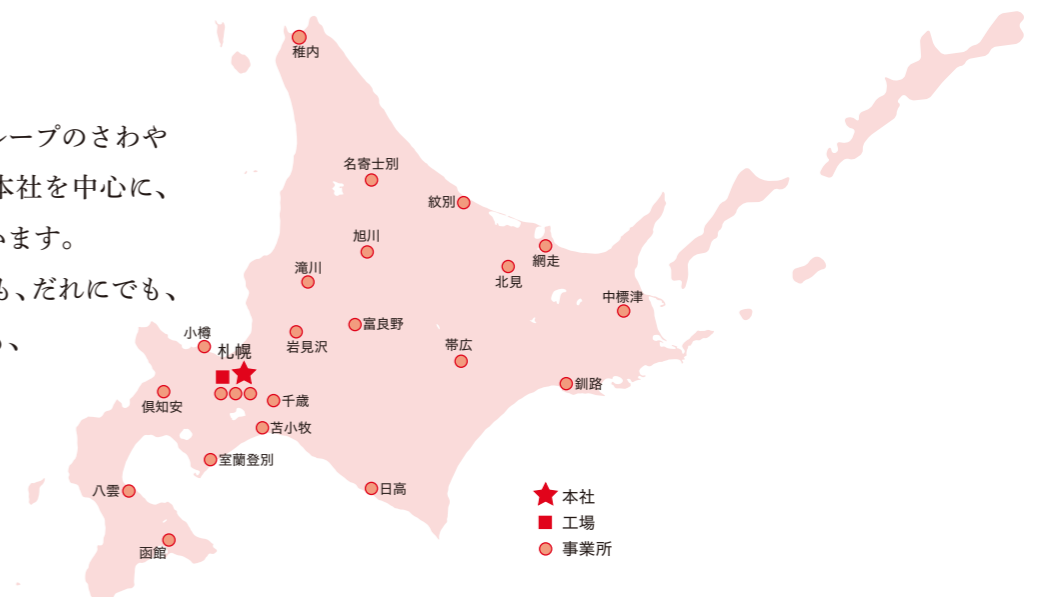 ループのさわや
本社を中心に、
います。
も、だれにでも、
、
稚内
名寄士別
紋別
旭川
網走
滝川
北見
中標津
富良野
小樽
岩見沢
帯広
札幌
釧路
倶知安
千歳
苫小牧
室蘭登別
八雲
日高
函館
本社
工場
事業所